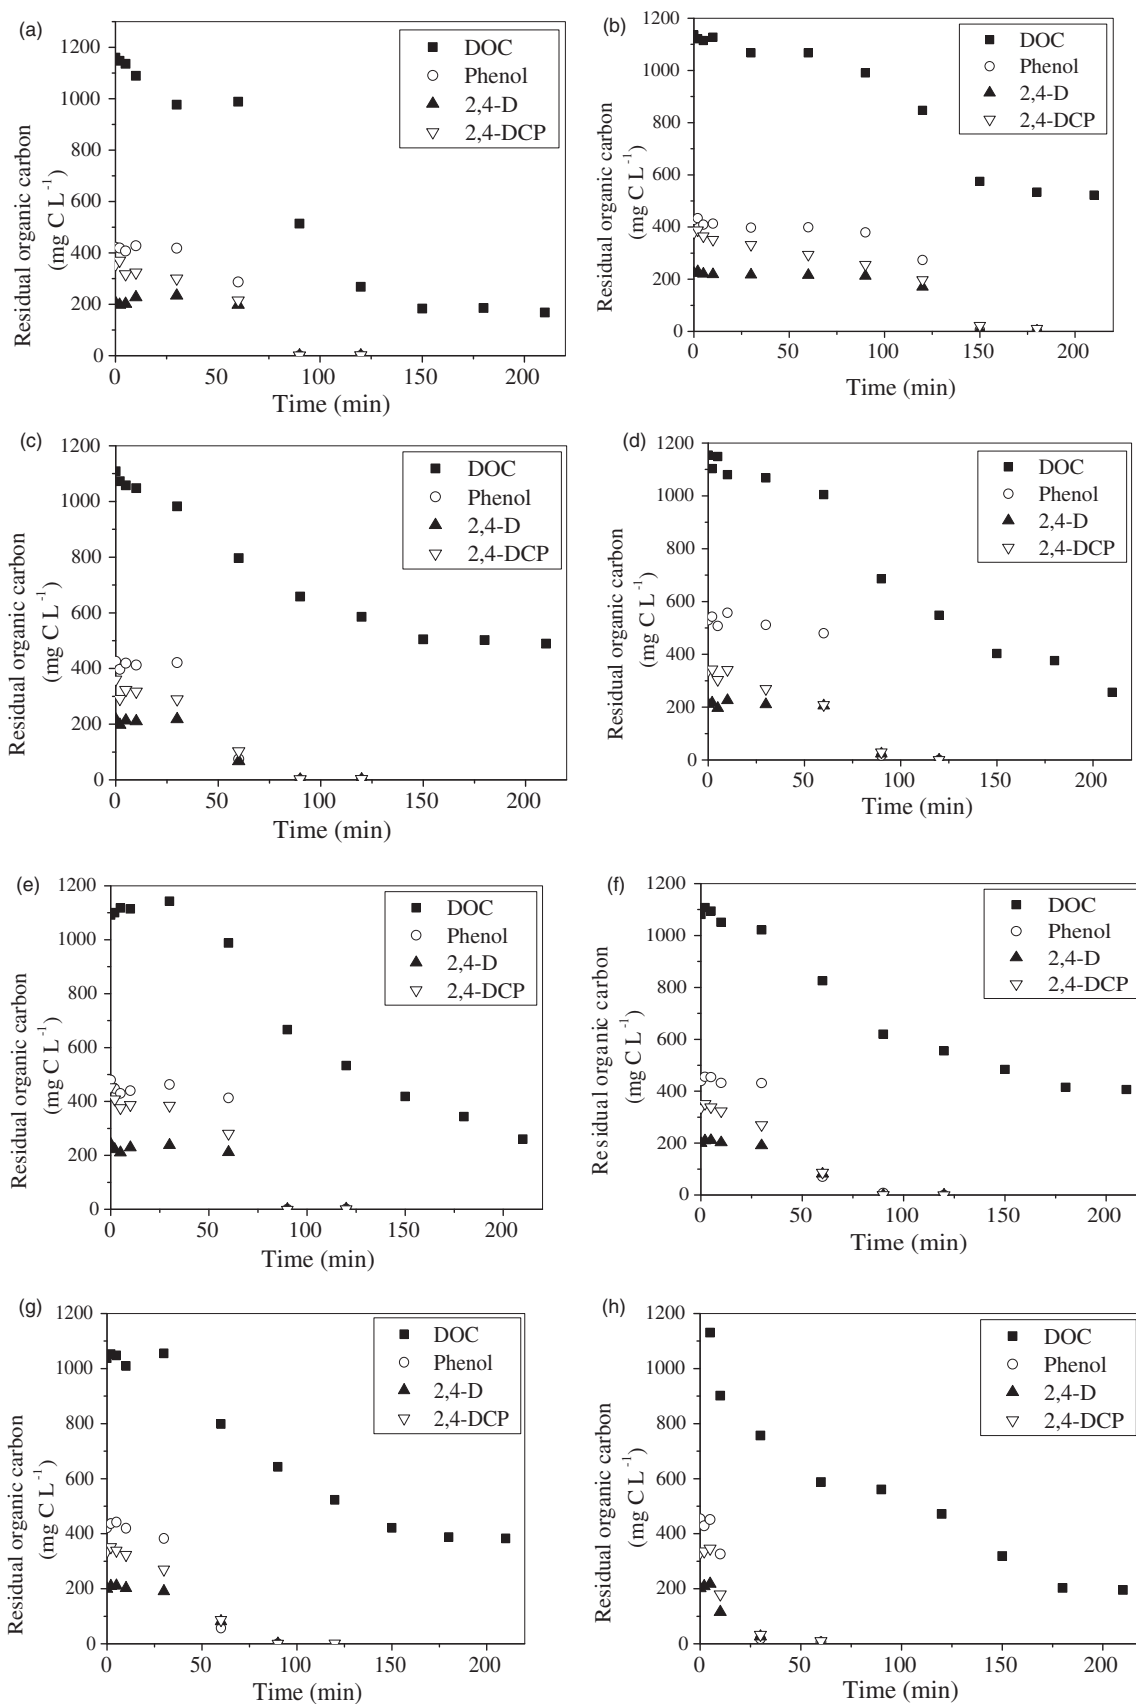 (a)
1200
1000
800
600
400
200
0
0 50 100 150 200
Residual organic carbon
(mg C L⁻¹)
Time (min)
DOC
Phenol
2,4-D
2,4-DCP
(b)
1200
1000
800
600
400
200
0
0 50 100 150 200
Residual organic carbon
(mg C L⁻¹)
Time (min)
DOC
Phenol
2,4-D
2,4-DCP
(c)
1200
1000
800
600
400
200
0
0 50 100 150 200
Residual organic carbon
(mg C L⁻¹)
Time (min)
DOC
Phenol
2,4-D
2,4-DCP
(d)
1200
1000
800
600
400
200
0
0 50 100 150 200
Residual organic carbon
(mg C L⁻¹)
Time (min)
DOC
Phenol
2,4-D
2,4-DCP
(e)
1200
1000
800
600
400
200
0
0 50 100 150 200
Residual organic carbon
(mg C L⁻¹)
Time (min)
DOC
Phenol
2,4-D
2,4-DCP
(f)
1200
1000
800
600
400
200
0
0 50 100 150 200
Residual organic carbon
(mg C L⁻¹)
Time (min)
DOC
Phenol
2,4-D
2,4-DCP
(g)
1200
1000
800
600
400
200
0
0 50 100 150 200
Residual organic carbon
(mg C L⁻¹)
Time (min)
DOC
Phenol
2,4-D
2,4-DCP
(h)
1200
1000
800
600
400
200
0
0 50 100 150 200
Residual organic carbon
(mg C L⁻¹)
Time (min)
DOC
Phenol
2,4-D
2,4-DCP